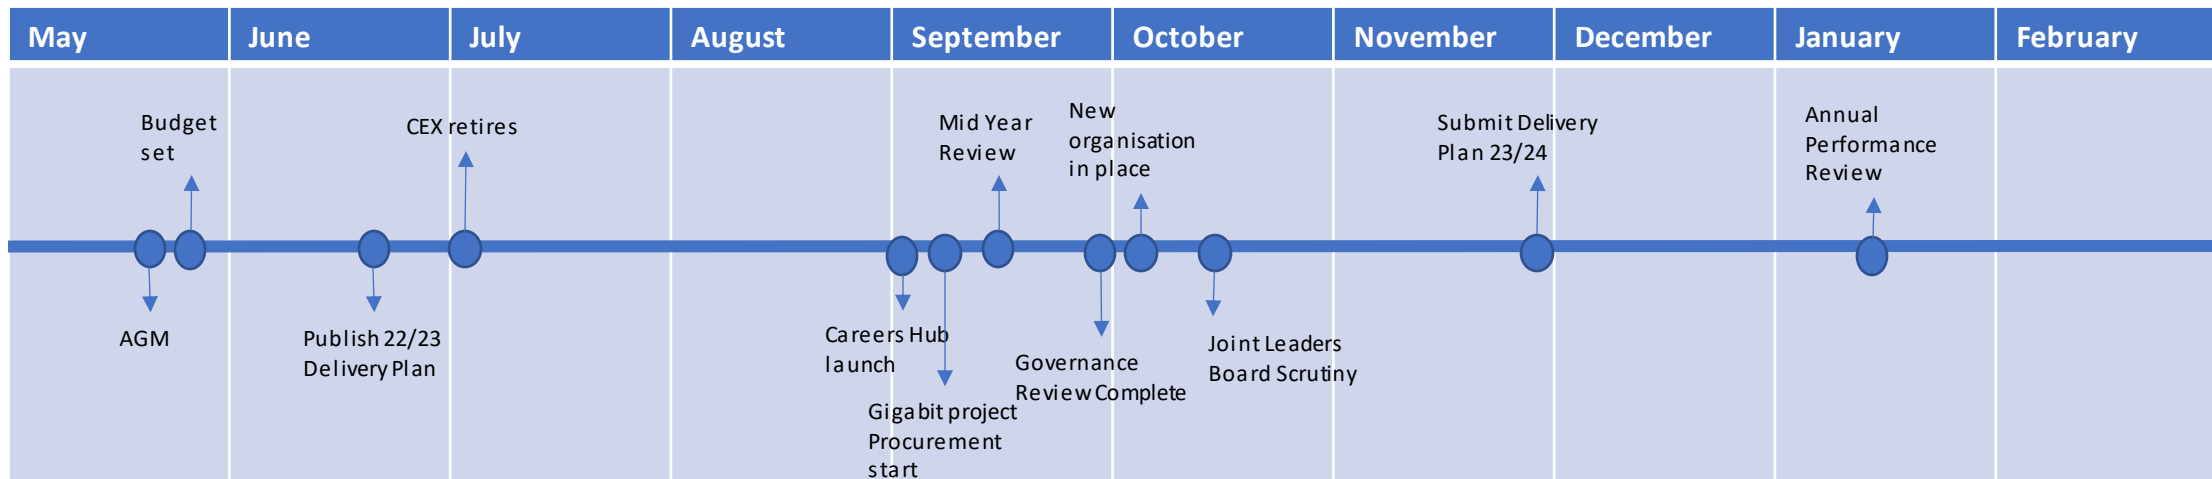 May
June
July
August
September
October
November
December
January
February
Budget
set
CEX retires
Mid Year
Review
New
organisation
in place
Submit Delivery
Plan 23/24
Annual
Performance
Review
AGM
Publish 22/23
Delivery Plan
Careers Hub
launch
Gigabit project
Procurement
start
Governance
Review Complete
Joint Leaders
Board Scrutiny